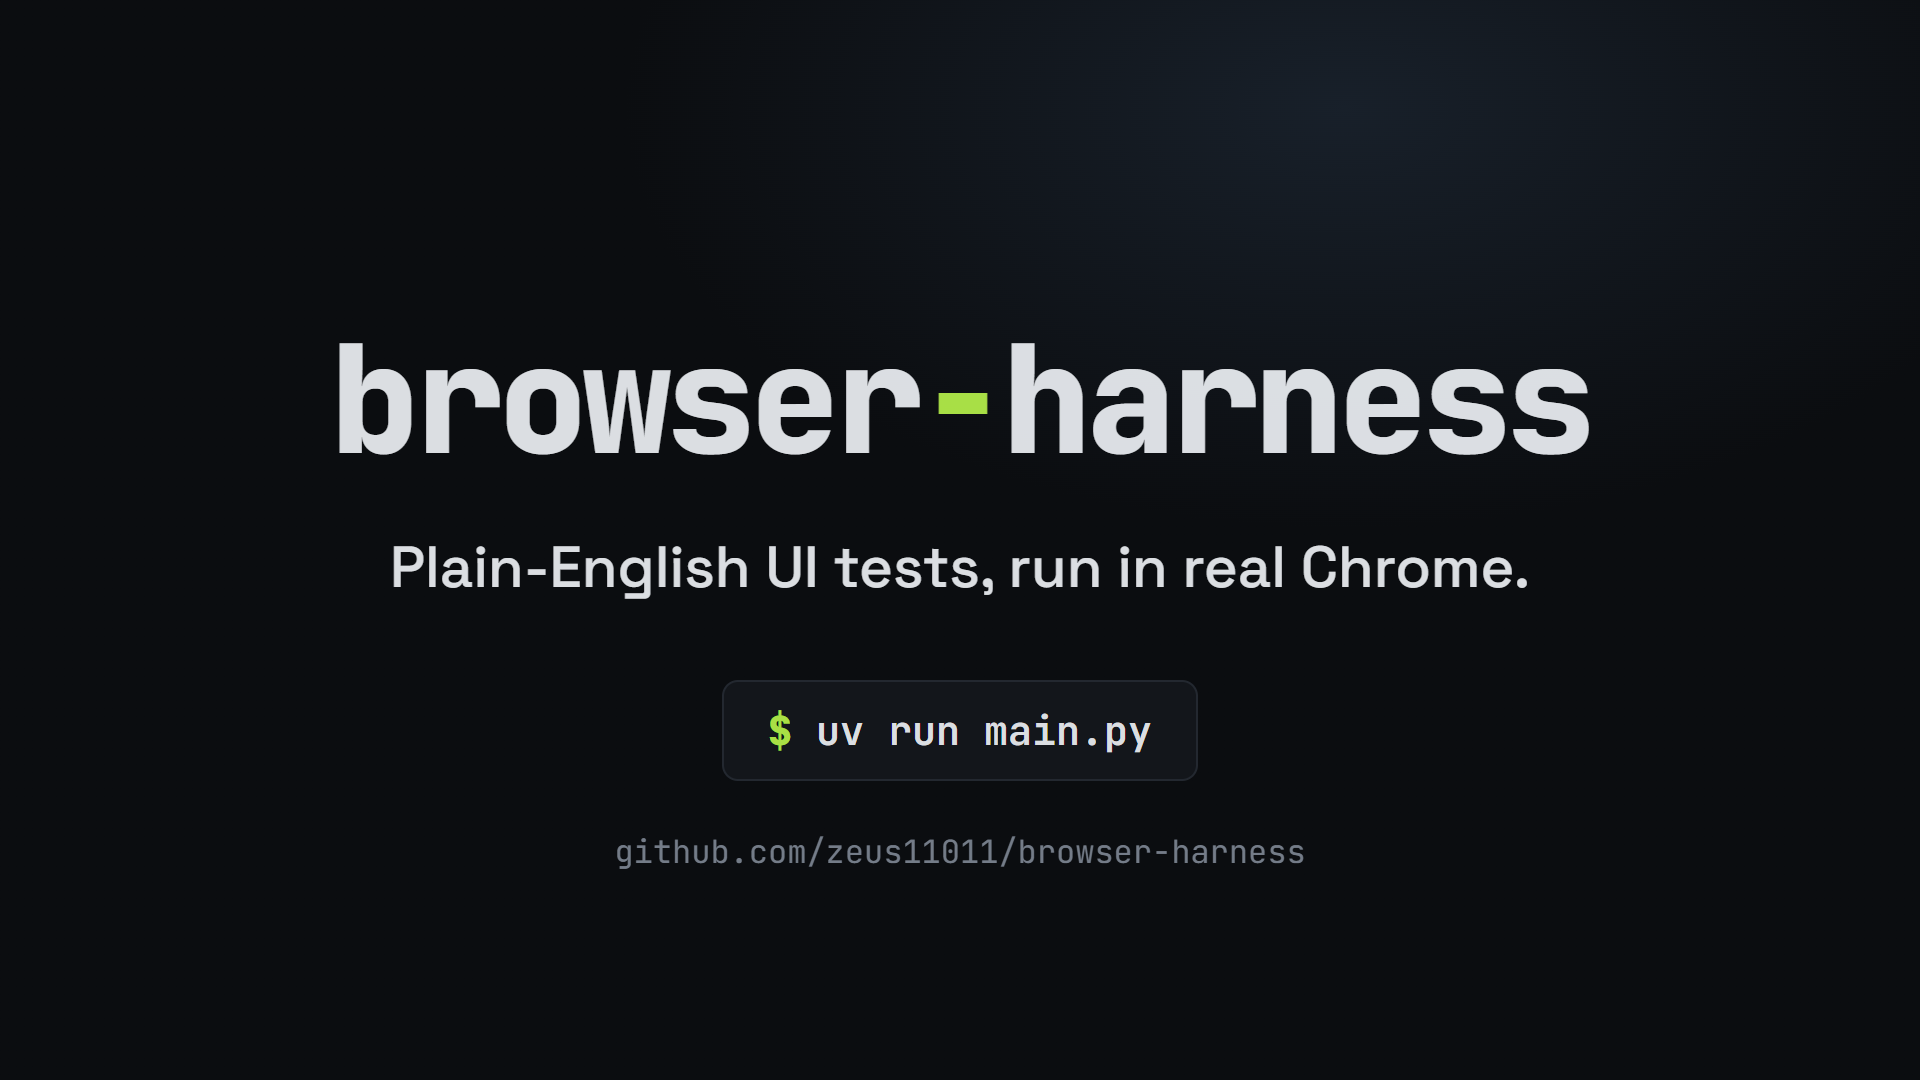 browser-harness
Plain-English UI tests, run in real Chrome.
$ uv run main.py
github.com/zeus11011/browser-harness